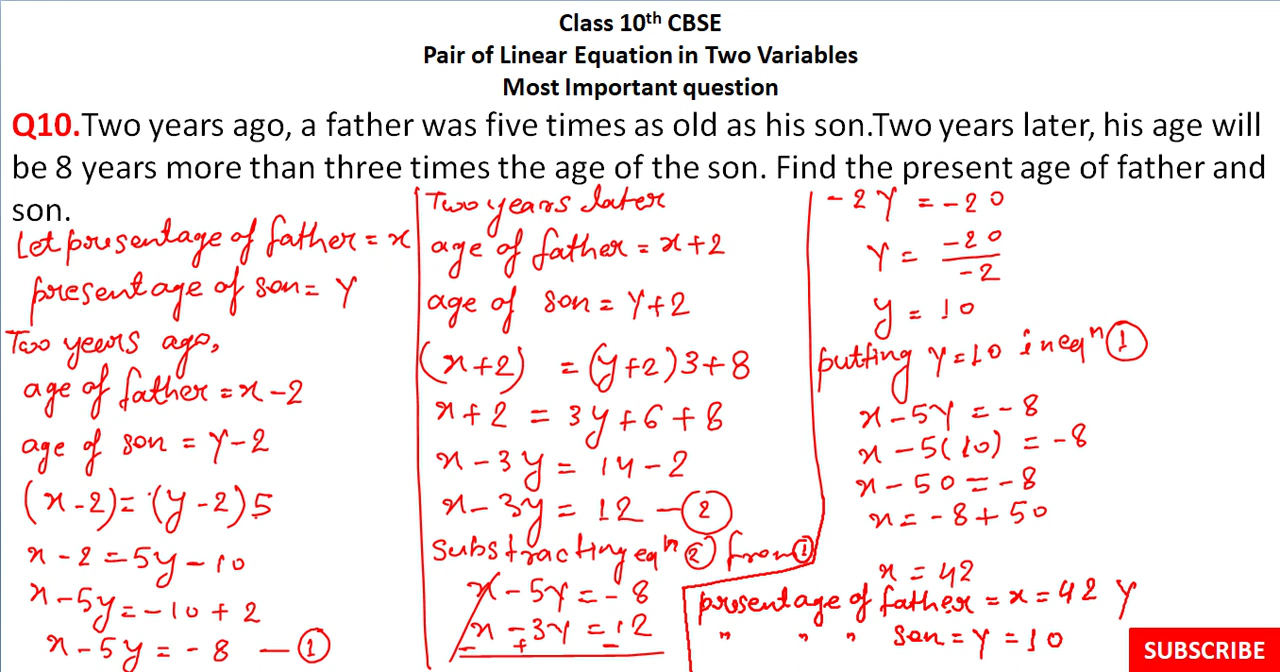 Class 10th CBSE
Pair of Linear Equation in Two Variables
Most Important question
Q10.Two years ago, a father was five times as old as his son.Two years later, his age will
be 8 years more than three times the age of the son. Find the present age of father and
son.
Let present age of father = x
present age of son = y
Two years ago,
age of father = x - 2
age of son = y - 2
(x - 2) = (y - 2) 5
x - 2 = 5y - 10
x - 5y = - 10 + 2
x - 5y = - 8 — ①
Two years later
age of father = x + 2
age of son = y + 2
(x + 2) = (y + 2) 3 + 8
x + 2 = 3y + 6 + 8
x - 3y = 14 - 2
x - 3y = 12 — ②
Substracting eqⁿ ② from ①
x - 5y = - 8
x - 3y = 12
- + -
- 2y = - 20
y = -20/-2
y = 10
putting y = 10 in eqⁿ ①
x - 5y = - 8
x - 5(10) = - 8
x - 50 = - 8
x = - 8 + 50
x = 42
present age of father = x = 42 y
" " " son = y = 10
SUBSCRIBE